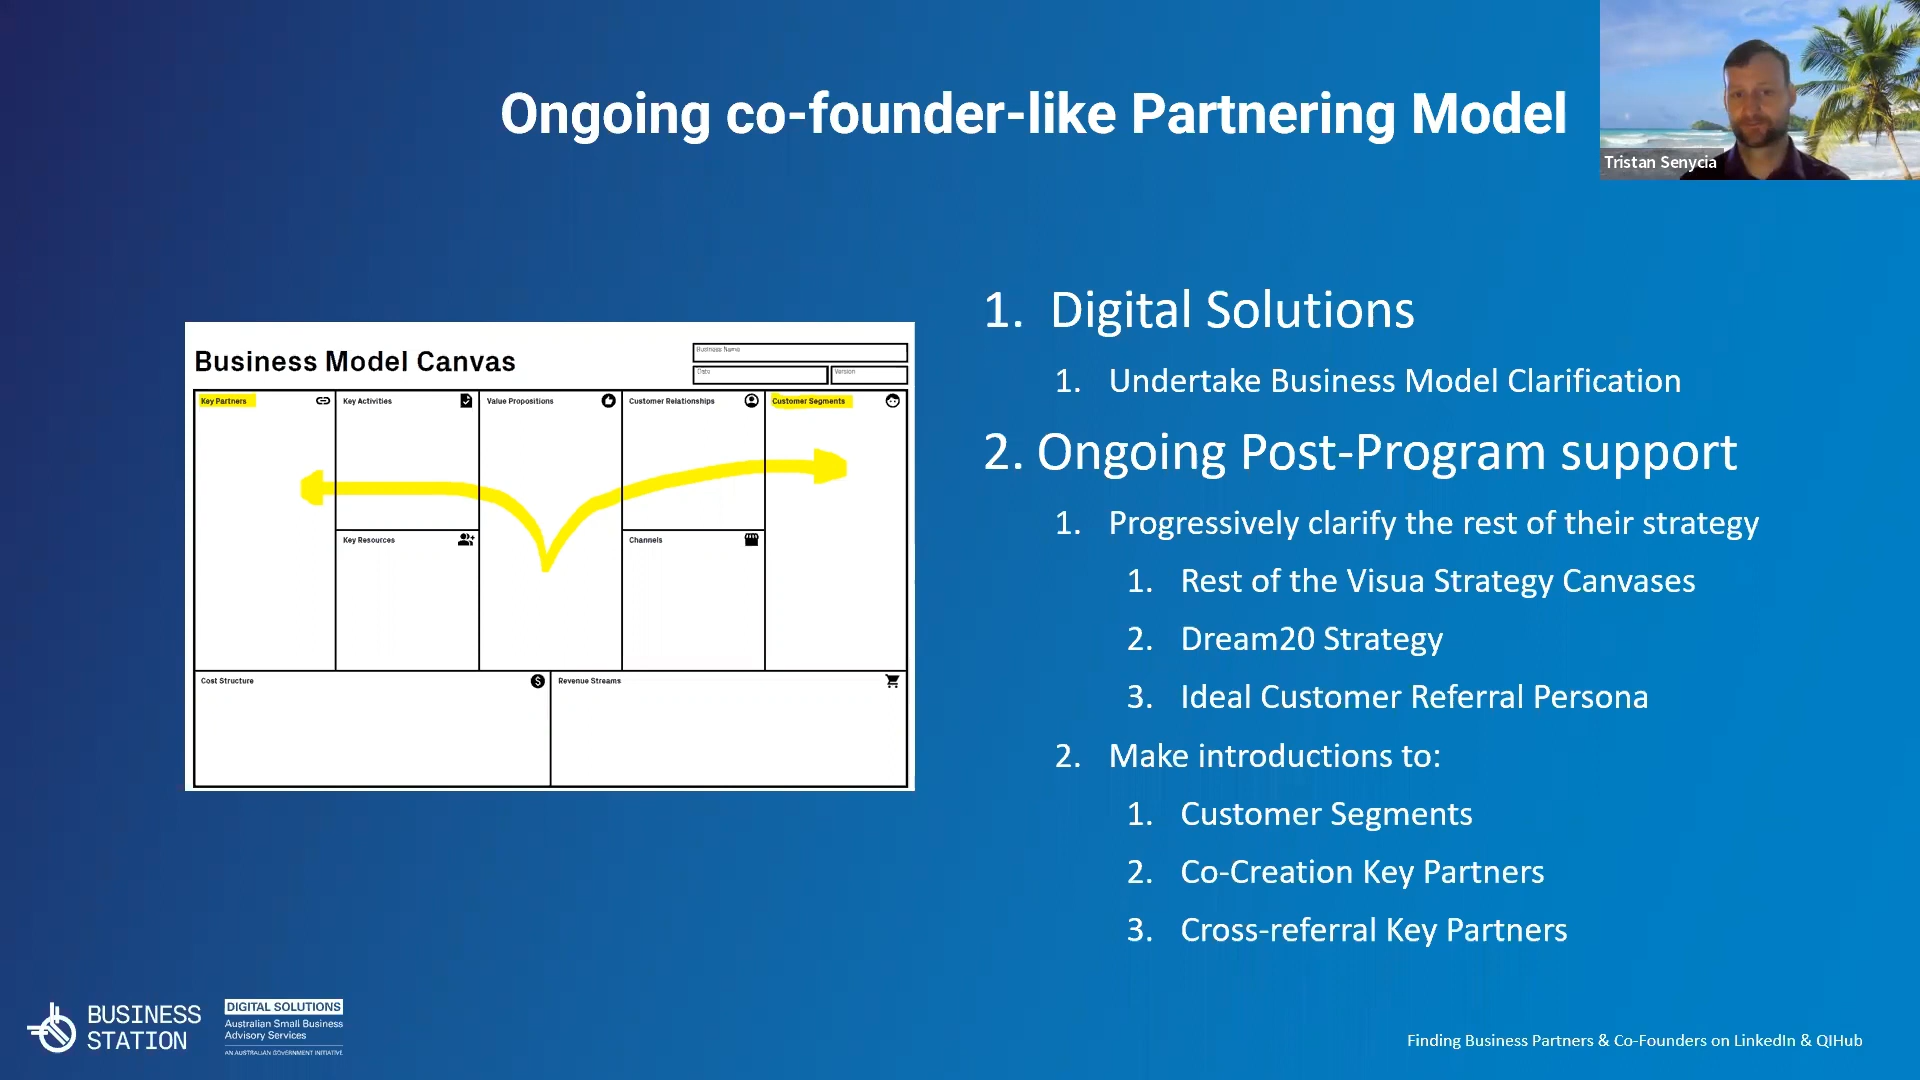 Ongoing co-founder-like Partnering Model
Tristan Senycia
Business Model Canvas
Business Name
Date
Version
Key Partners
Key Activities
Value Propositions
Customer Relationships
Customer Segments
Key Resources
Channels
Cost Structure
Revenue Streams
1. Digital Solutions
1. Undertake Business Model Clarification
2. Ongoing Post-Program support
1. Progressively clarify the rest of their strategy
1. Rest of the Visua Strategy Canvases
2. Dream20 Strategy
3. Ideal Customer Referral Persona
2. Make introductions to:
1. Customer Segments
2. Co-Creation Key Partners
3. Cross-referral Key Partners
BUSINESS
STATION
DIGITAL SOLUTIONS
Australian Small Business
Advisory Services
AN AUSTRALIAN GOVERNMENT INITIATIVE
Finding Business Partners & Co-Founders on LinkedIn & QIHub